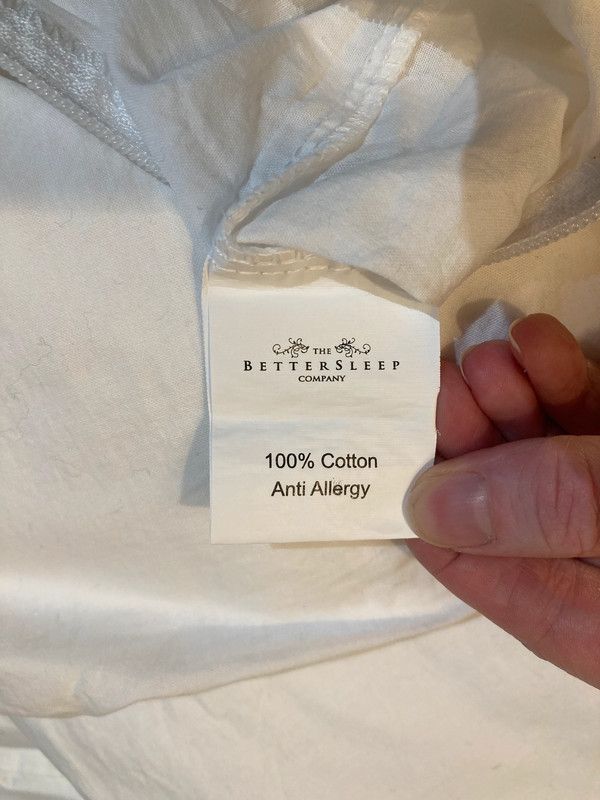 THE
BETTERSLEEP
COMPANY
100% Cotton
Anti Allergy